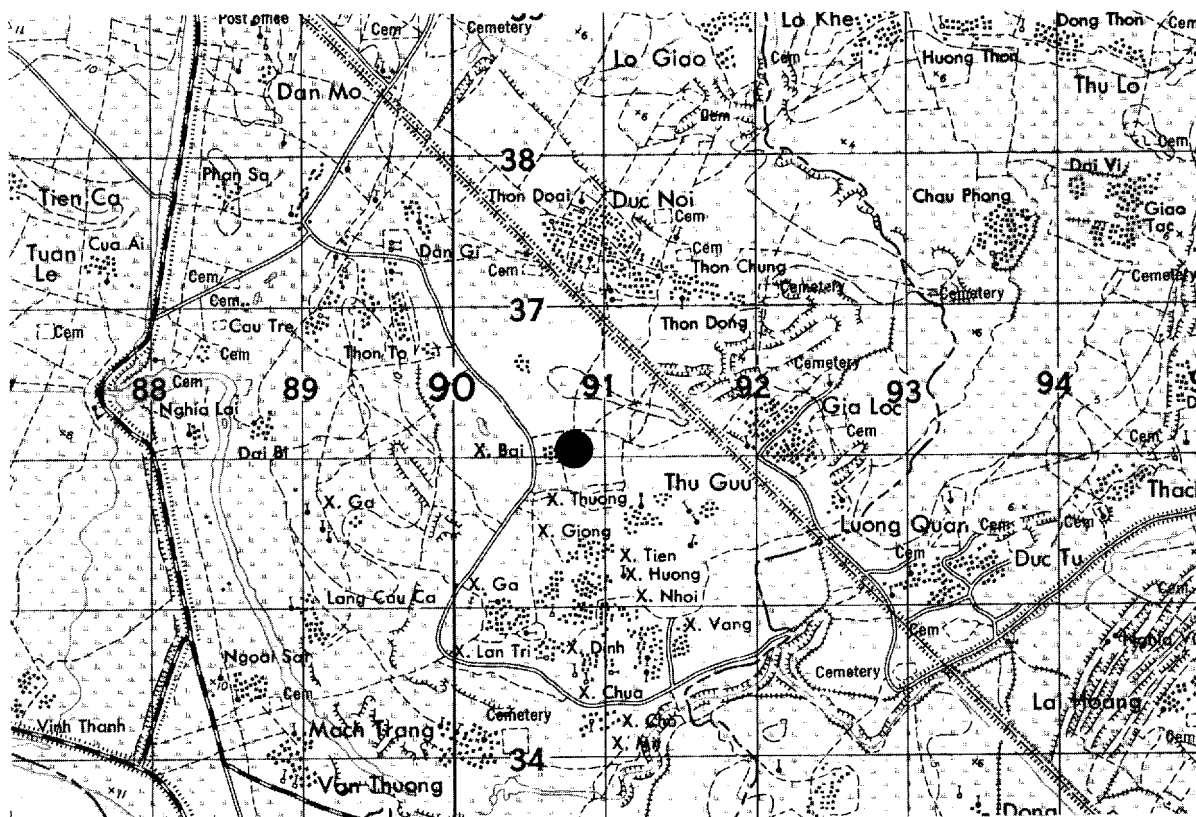 Post office
Cem
Cemetery
Lo Khe
Dong Thon
Cem
Lo Giao
Cem
Huong Thon
Thu Lo
Dan Mo
Dem
Cem
38
Phan Sa
Thon Doai
Duc Noi
Chau Phong
Dai Vi
Tien Ca
Cem
Giao
Tac
Tuan
Le
Cua Ai
Dan Gi
Cem
Cem
Thon Chung
Cemetery
Cem
Cem
Cemetery
Cemetery
37
Cem
Cau Tre
Thon Dong
Cem
Thon To
Cemetery
88
Cem
89
90
91
92
93
94
Nghia Lai
Gia Loc
Cem
Cem
Dai Bi
X. Bai
X. Ga
X. Thuong
Thu Guu
Thach
X. Giong
Luong Quan
Cem
Cem
X. Tien
Cem
Duc Tu
X. Huong
X. Ga
Cem
Lang Cau Ca
X. Nhoi
X. Vang
Cem
X. Lan Tri
X. Dinh
Ngoai Sat
Cemetery
Cem
X. Chua
La Hoang
Vinh Thanh
Mach Trang
Cemetery
X. Cho
Cem
34
Van Thuong
Dong